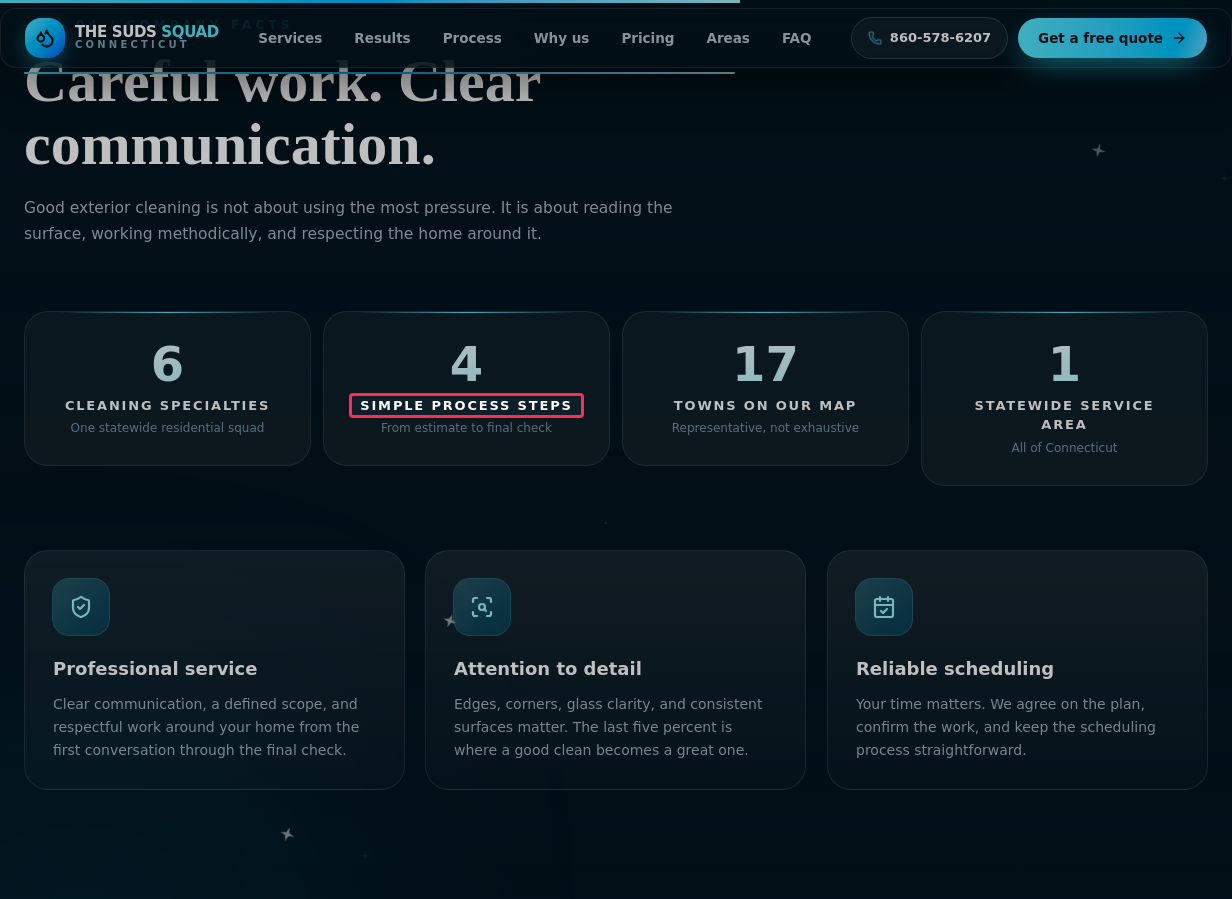 THE SUDS SQUAD
CONNECTICUT
Services
Results
Process
Why us
Pricing
Areas
FAQ
860-578-6207
Get a free quote
Careful work. Clear
communication.
Good exterior cleaning is not about using the most pressure. It is about reading the
surface, working methodically, and respecting the home around it.
6
CLEANING SPECIALTIES
One statewide residential squad
4
SIMPLE PROCESS STEPS
From estimate to final check
17
TOWNS ON OUR MAP
Representative, not exhaustive
1
STATEWIDE SERVICE
AREA
All of Connecticut
Professional service
Clear communication, a defined scope, and
respectful work around your home from the
first conversation through the final check.
Attention to detail
Edges, corners, glass clarity, and consistent
surfaces matter. The last five percent is
where a good clean becomes a great one.
Reliable scheduling
Your time matters. We agree on the plan,
confirm the work, and keep the scheduling
process straightforward.